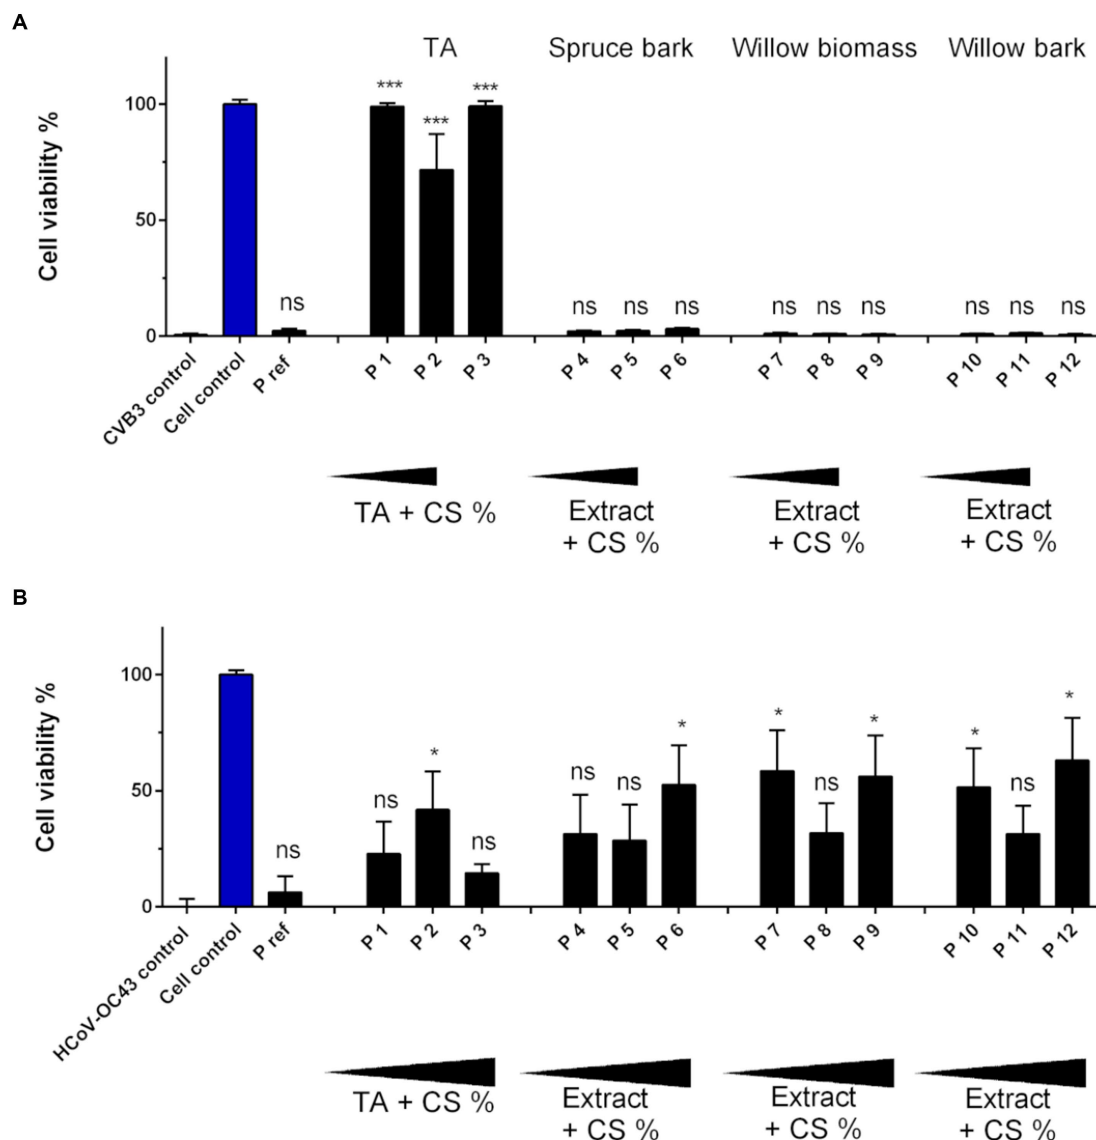 A
TA Spruce bark Willow biomass Willow bark
Cell viability %
100
50
0
*** *** ***
ns ns ns ns ns ns ns ns ns ns
CVB3 control Cell control P ref P 1 P 2 P 3 P 4 P 5 P 6 P 7 P 8 P 9 P 10 P 11 P 12
TA + CS % Extract Extract Extract
+ CS % + CS % + CS %
B
Cell viability %
100
50
0
ns ns * ns ns ns * * ns * * ns *
HCoV-OC43 control Cell control P ref P 1 P 2 P 3 P 4 P 5 P 6 P 7 P 8 P 9 P 10 P 11 P 12
TA + CS % Extract Extract Extract
+ CS % + CS % + CS %